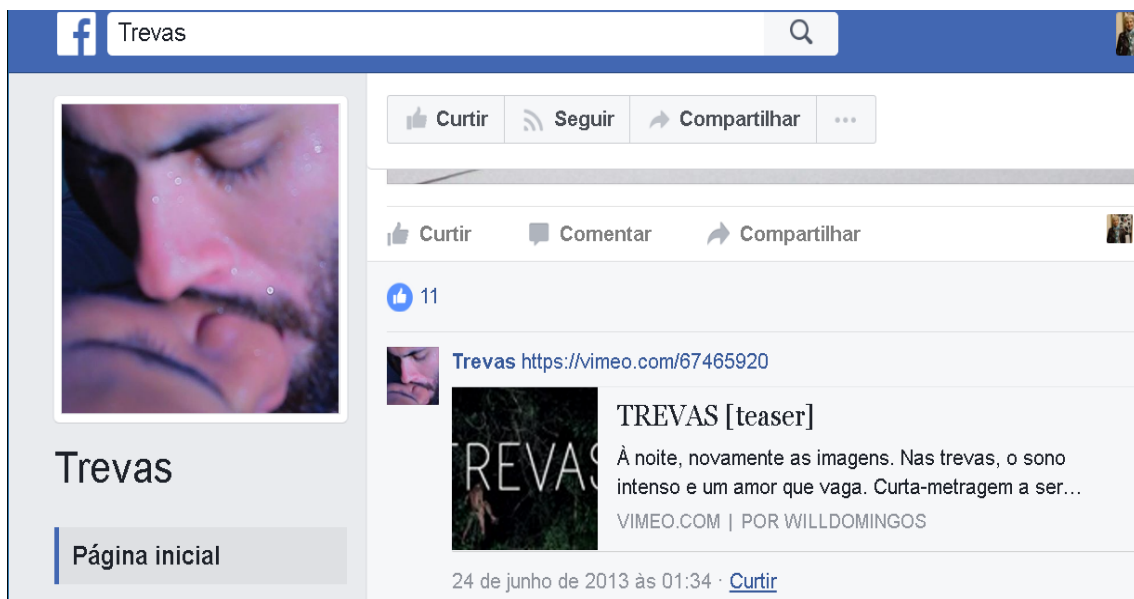 f
Trevas
Curtir Seguir Compartilhar ...
Curtir Comentar Compartilhar
11
Trevas https://vimeo.com/67465920
TREVAS
TREVAS [teaser]
À noite, novamente as imagens. Nas trevas, o sono
intenso e um amor que vaga. Curta-metragem a ser…
VIMEO.COM | POR WILLDOMINGOS
24 de junho de 2013 às 01:34 · Curtir
Trevas
Página inicial